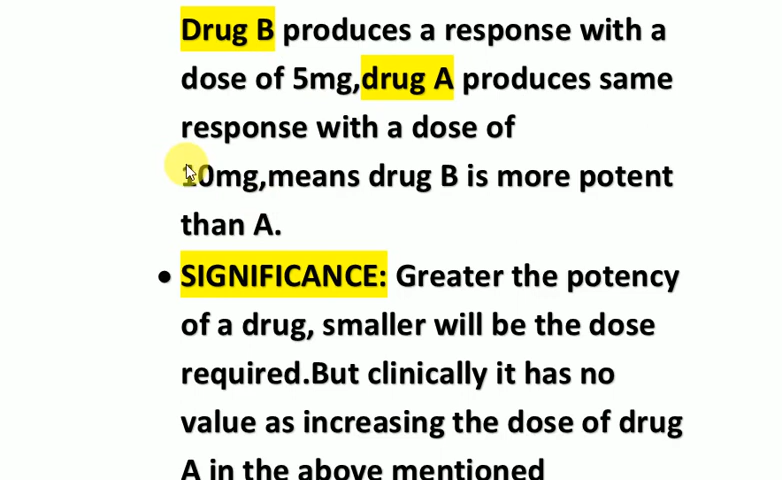 Drug B produces a response with a
dose of 5mg,drug A produces same
response with a dose of
10mg,means drug B is more potent
than A.
• SIGNIFICANCE: Greater the potency
of a drug, smaller will be the dose
required.But clinically it has no
value as increasing the dose of drug
A in the above mentioned